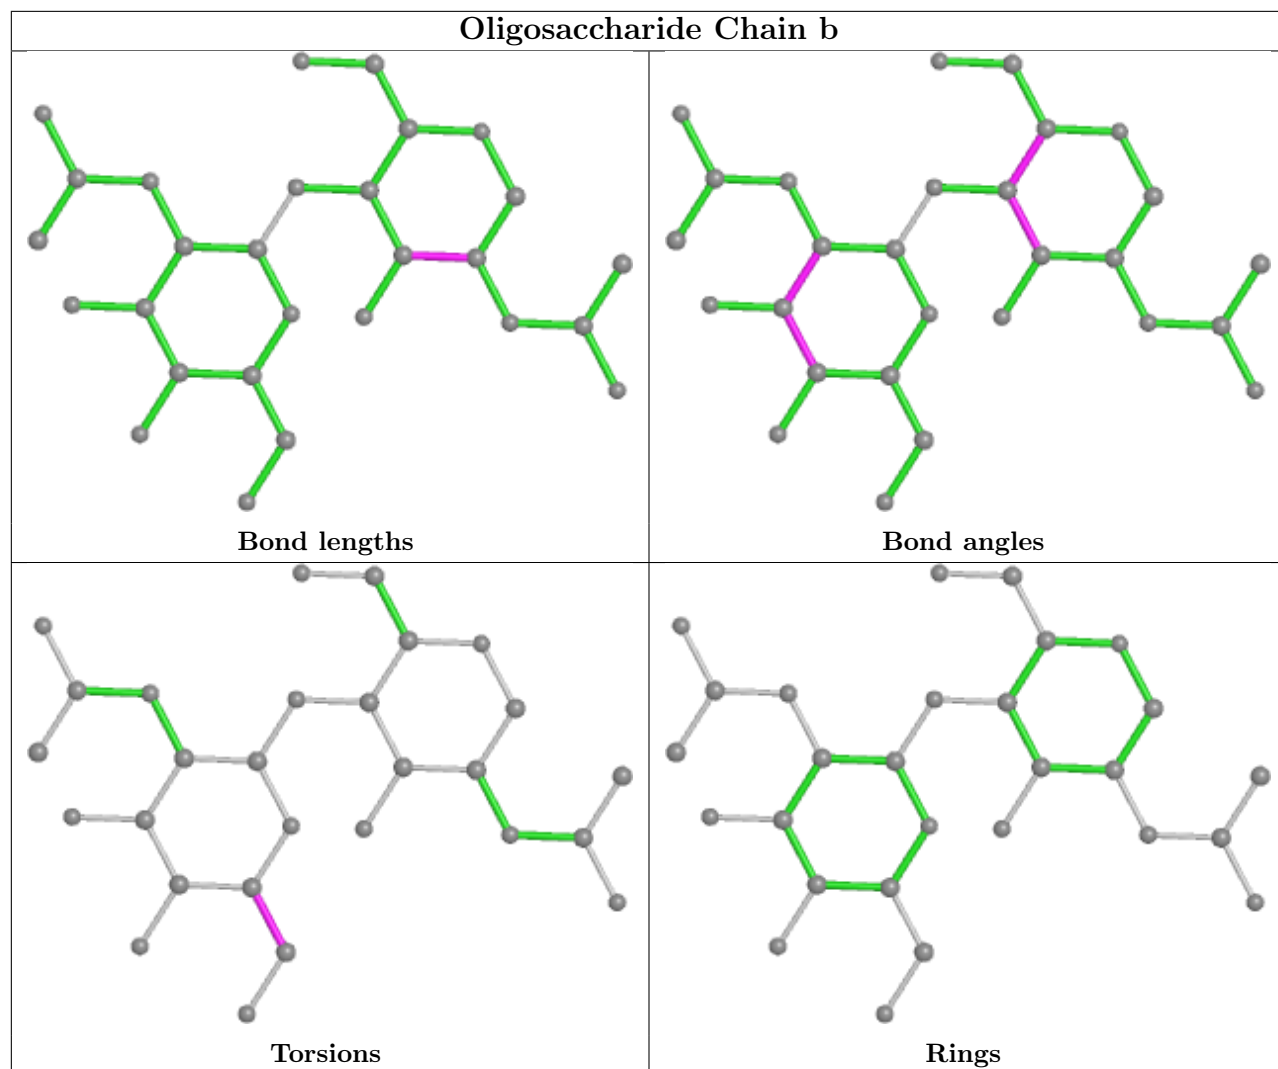 Oligosaccharide Chain b
Bond lengths
Bond angles
Torsions
Rings